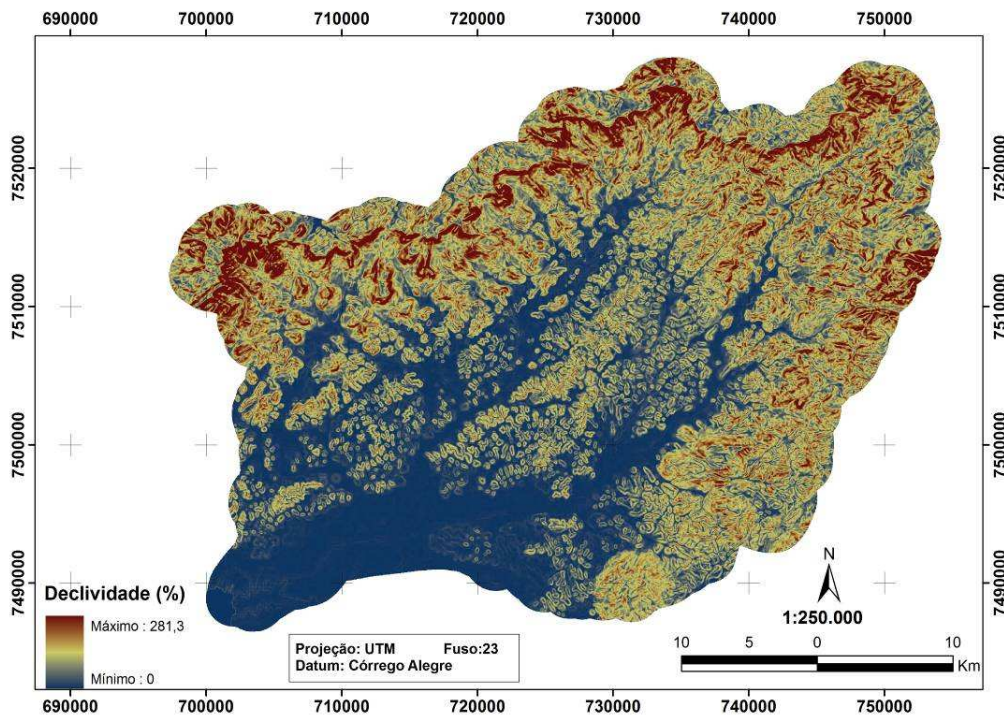 690000 700000 710000 720000 730000 740000 750000
7520000 7520000
7510000 7510000
7500000 7500000
7490000 7490000
Declividade (%)
Máximo : 281,3
Mínimo : 0
Projeção: UTM Fuso:23
Datum: Córrego Alegre
N
1:250.000
10 5 0 10
Km
690000 700000 710000 720000 730000 740000 750000